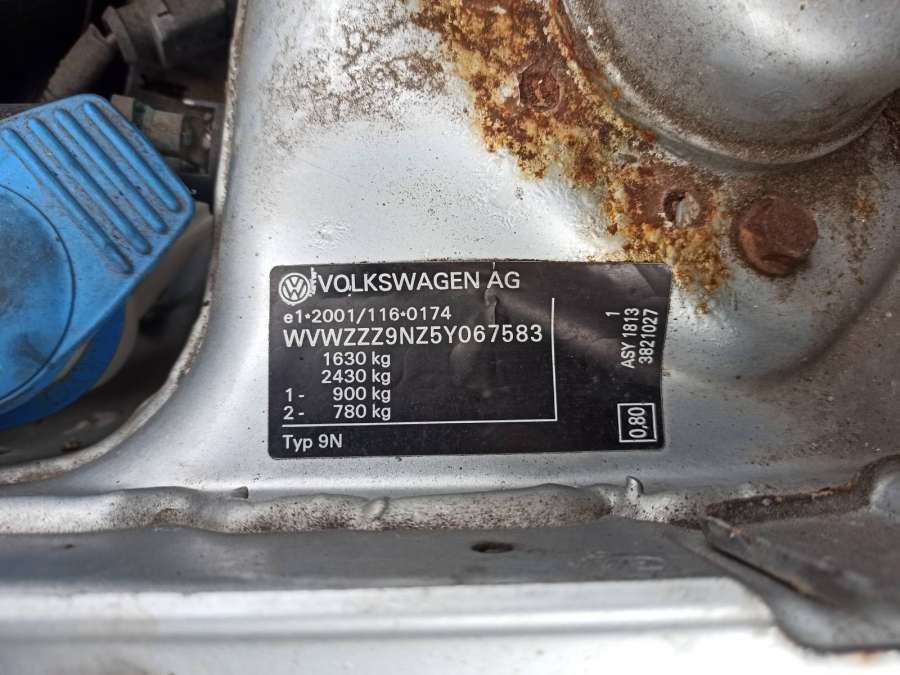 VOLKSWAGEN AG
e1*2001/116*0174
WVWZZZ9NZ5Y067583
1630 kg
2430 kg
1- 900 kg
2- 780 kg
Typ 9N
1
ASY 1813
3821027
0,80